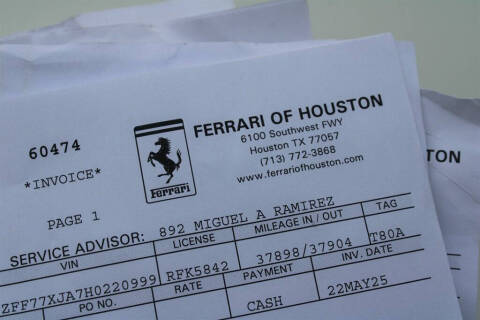 FERRARI OF HOUSTON
6100 Southwest FWY
Houston TX 77057
(713) 772-3868
www.ferrariofhouston.com
60474
*INVOICE*
Ferrari
PAGE 1
SERVICE ADVISOR: 892 MIGUEL A RAMIREZ
VIN LICENSE MILEAGE IN / OUT TAG
ZFF77XJA7H0220999 RFK5842 37898/37904 T80A
PO NO. RATE PAYMENT INV. DATE
CASH 22MAY25
TON